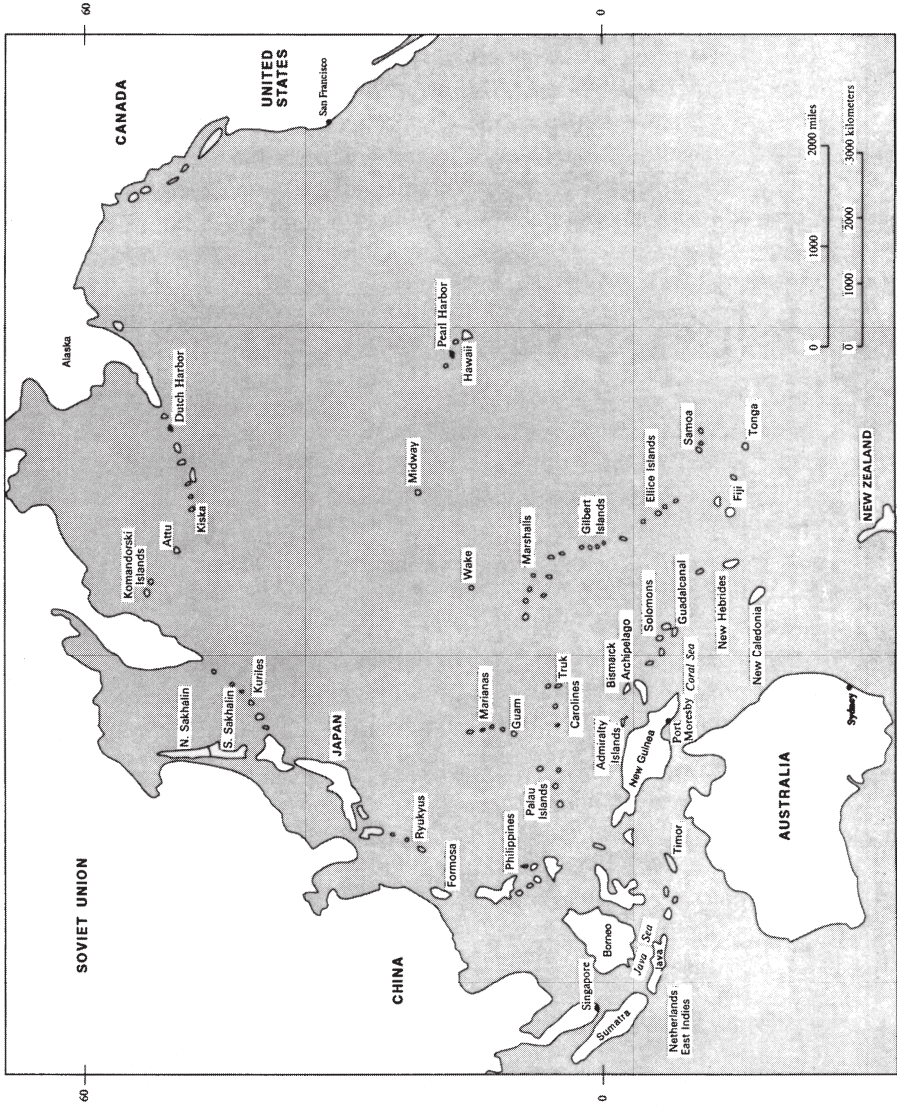 60
0
SOVIET UNION
CHINA
CANADA
UNITED
STATES
San Francisco
Alaska
Dutch Harbor
Komandorski
Islands
Attu
Kiska
N. Sakhalin
S. Sakhalin
Kuriles
JAPAN
Ryukyus
Formosa
Midway
Pearl Harbor
Hawaii
Wake
Marianas
Guam
Marshalls
Philippines
Palau
Islands
Truk
Carolines
Gilbert
Islands
Singapore
Sumatra
Borneo
Java Sea
Java
Netherlands
East Indies
Timor
New Guinea
Admiralty
Islands
Bismarck
Archipelago
Port
Moresby
Coral Sea
Solomons
Guadalcanal
Ellice Islands
Samoa
Fiji
Tonga
New Hebrides
New Caledonia
AUSTRALIA
Sydney
NEW ZEALAND
0
1000
2000 miles
0
1000
2000
3000 kilometers
60
0